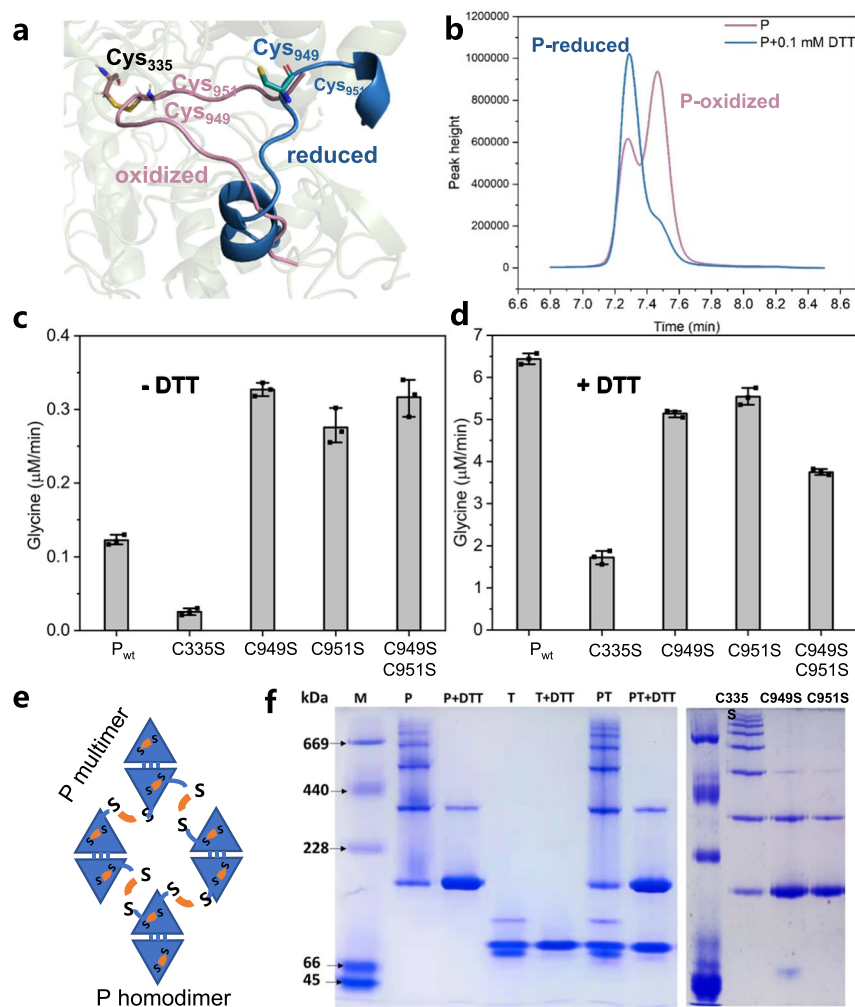 a
Cys335
Cys951
Cys949
Cys949
Cys951
oxidized
reduced
b
P
P+0.1 mM DTT
P-reduced
P-oxidized
Peak height
1200000
1000000
800000
600000
400000
200000
0
6.6 6.8 7.0 7.2 7.4 7.6 7.8 8.0 8.2 8.4 8.6
Time (min)
c
- DTT
Glycine (μM/min)
0.4
0.3
0.2
0.1
0.0
Pwt C335S C949S C951S C949S
C951S
d
+ DTT
Glycine (μM/min)
7
6
5
4
3
2
1
0
Pwt C335S C949S C951S C949S
C951S
e
P multimer
s s
s s
S S
S S
s s
s s
s s
s s
S S
S S
s s
s s
P homodimer
f
kDa M P P+DTT T T+DTT PT PT+DTT
669
440
228
66
45
C335 C949S C951S
S